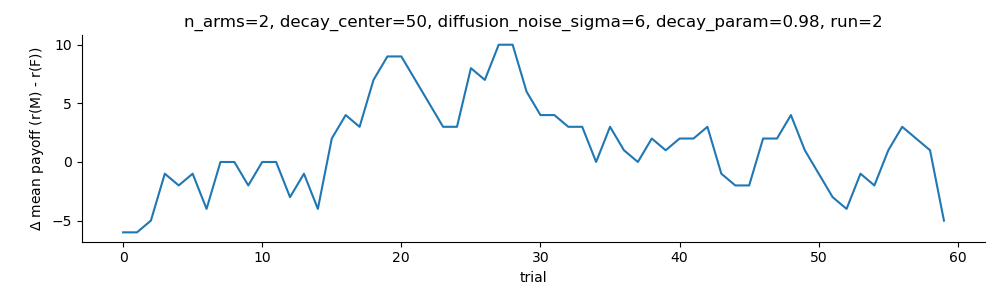 n_arms=2, decay_center=50, diffusion_noise_sigma=6, decay_param=0.98, run=2
Δ mean payoff (r(M) - r(F))
10
5
0
−5
0 10 20 30 40 50 60
trial